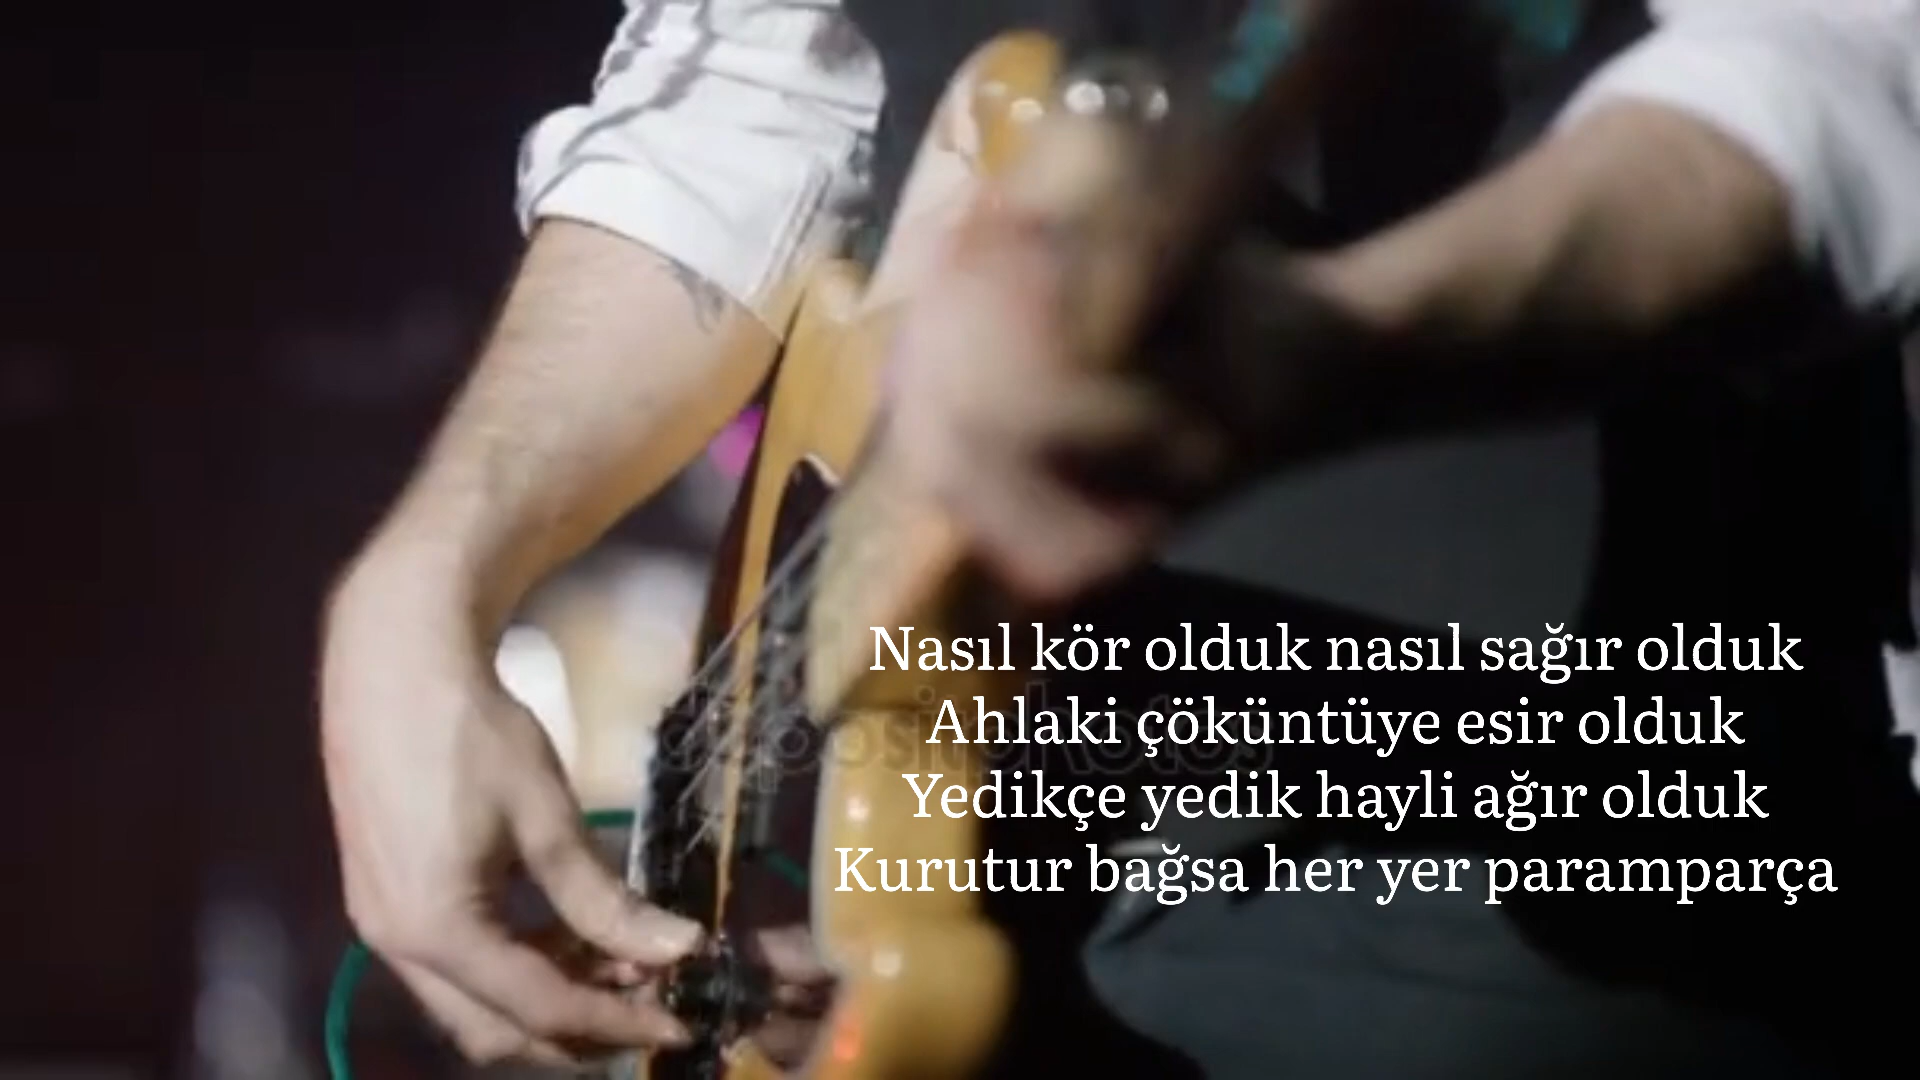 Nasıl kör olduk nasıl sağır olduk
Ahlaki çöküntüye esir olduk
depositphotos
Yedikçe yedik hayli ağır olduk
Kurutur bağsa her yer paramparça